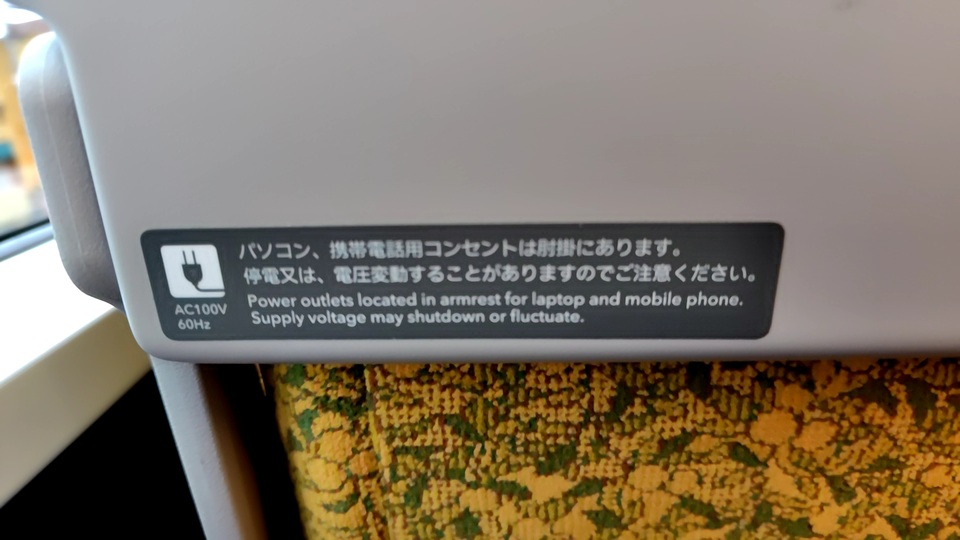 パソコン、携帯電話用コンセントは肘掛にあります。
停電又は、電圧変動することがありますのでご注意ください。
Power outlets located in armrest for laptop and mobile phone.
Supply voltage may shutdown or fluctuate.
AC100V
60Hz